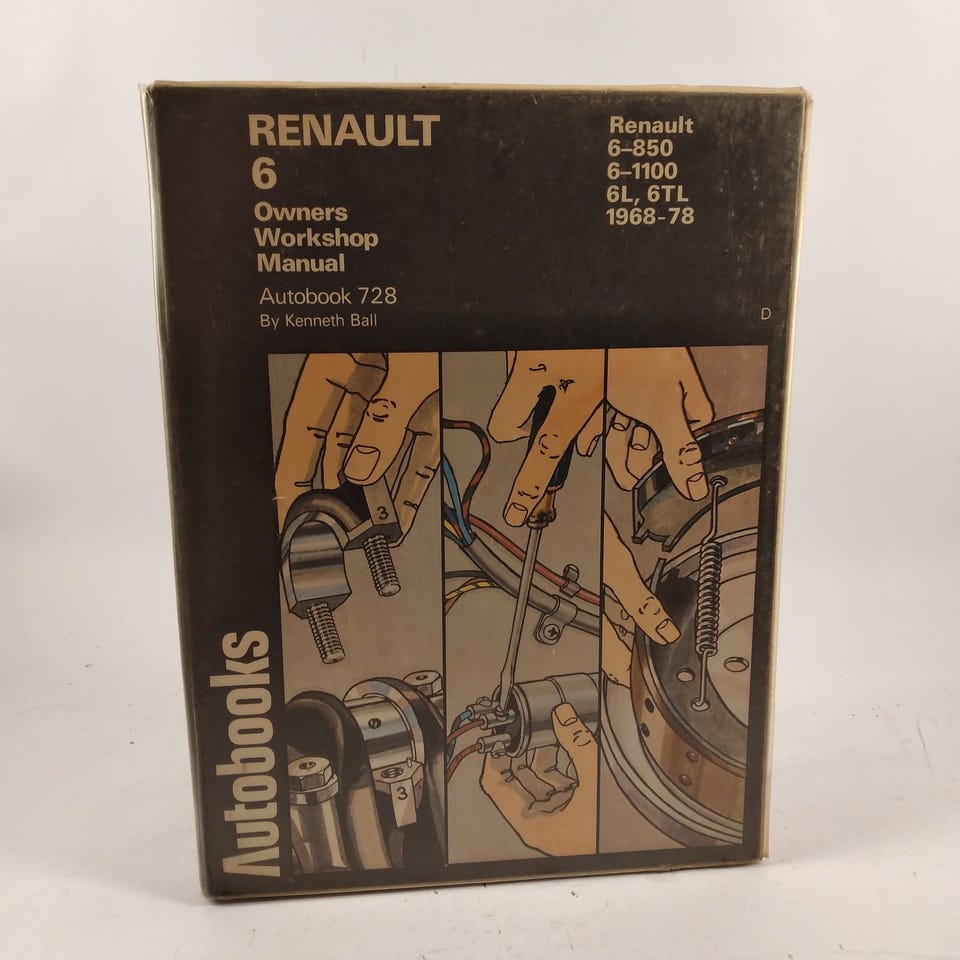 RENAULT
6
Owners
Workshop
Manual
Autobook 728
By Kenneth Ball
Renault
6–850
6–1100
6L, 6TL
1968-78
D
3
3
Autobooks